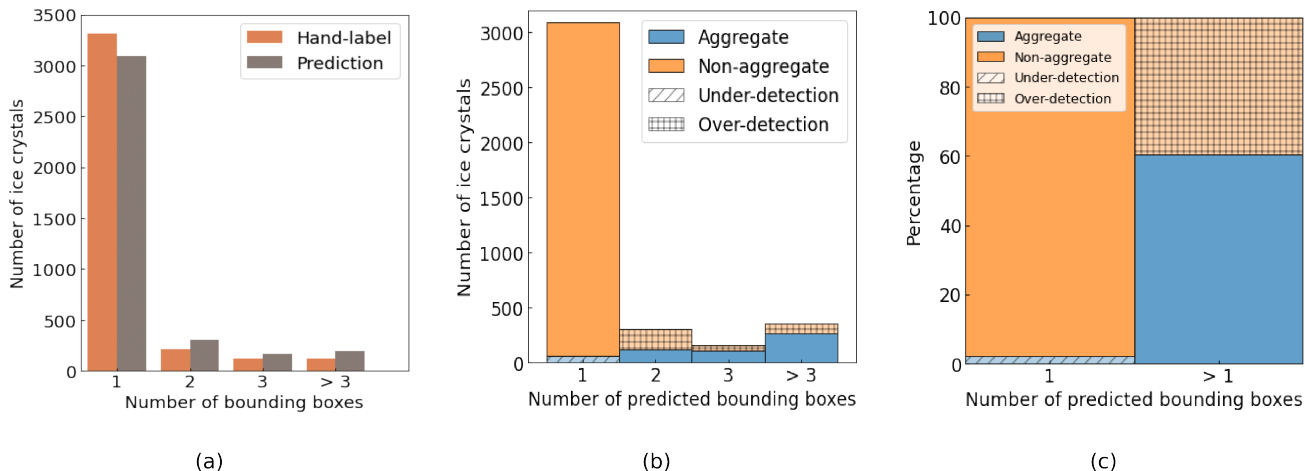 3500
3000
2500
2000
1500
1000
500
0
Number of ice crystals
Hand-label
Prediction
1 2 3 > 3
Number of bounding boxes
(a)
3000
2500
2000
1500
1000
500
0
Number of ice crystals
Aggregate
Non-aggregate
Under-detection
Over-detection
1 2 3 > 3
Number of predicted bounding boxes
(b)
100
80
60
40
20
0
Percentage
Aggregate
Non-aggregate
Under-detection
Over-detection
1 > 1
Number of predicted bounding boxes
(c)